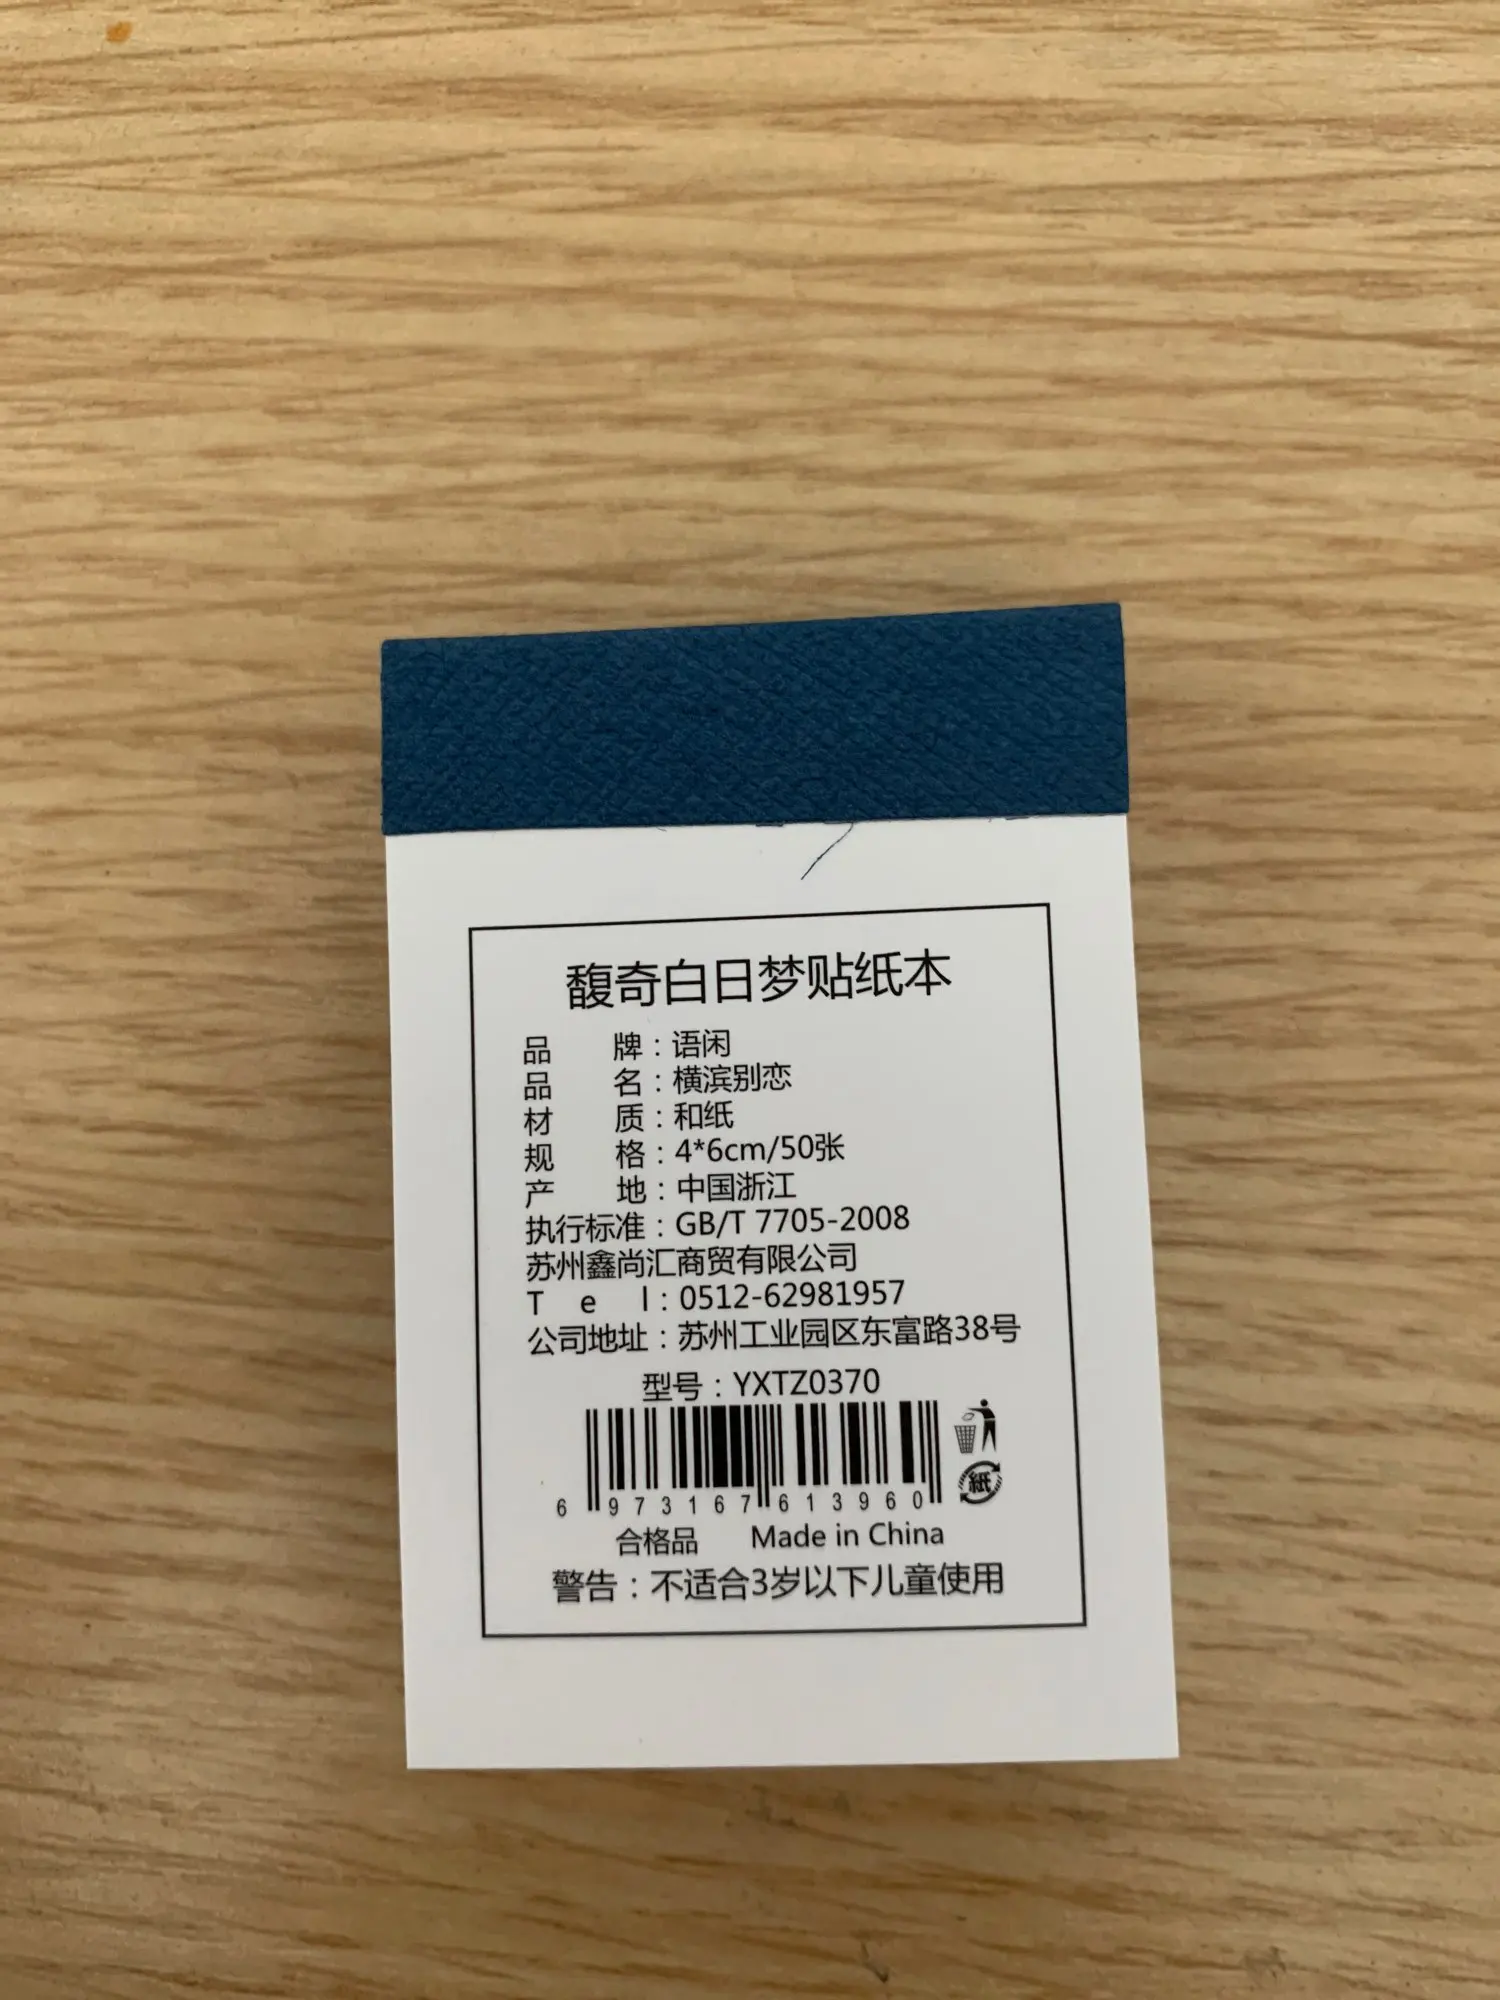 馥奇白日梦贴纸本
品 牌：语闲
品 名：横滨别恋
材 质：和纸
规 格：4*6cm/50张
产 地：中国浙江
执行标准：GB/T 7705-2008
苏州鑫尚汇商贸有限公司
T e l：0512-62981957
公司地址：苏州工业园区东富路38号
型号：YXTZ0370
6 973167 613960
紙
合格品 Made in China
警告：不适合3岁以下儿童使用